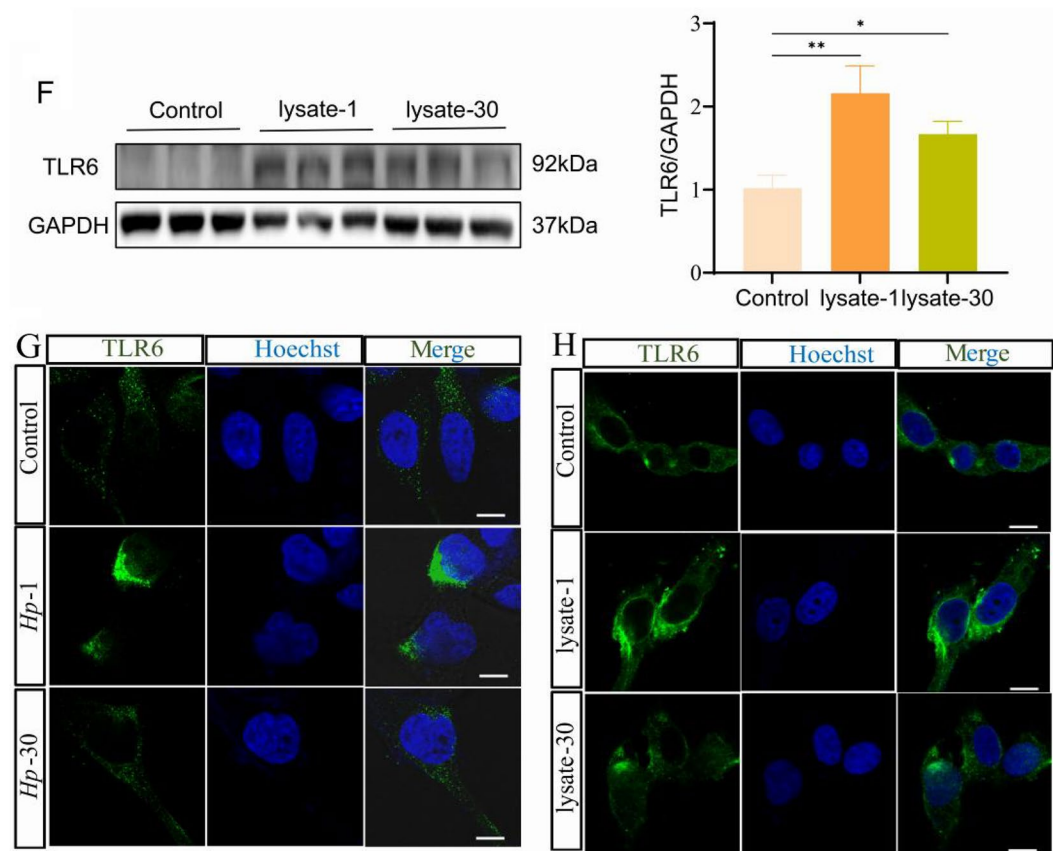 F
Control lysate-1 lysate-30
TLR6 92kDa
GAPDH 37kDa
TLR6/GAPDH
3
2
1
0
*
**
Control lysate-1 lysate-30
G
TLR6 Hoechst Merge
Control
Hp-1
Hp-30
H
TLR6 Hoechst Merge
Control
lysate-1
lysate-30